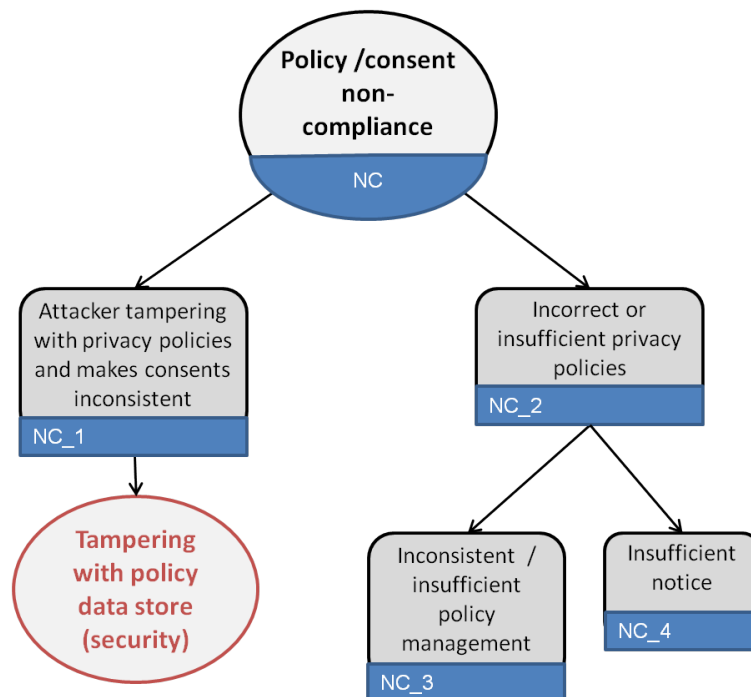 Policy /consent
non-
compliance
NC
Attacker tampering
with privacy policies
and makes consents
inconsistent
NC_1
Incorrect or
insufficient privacy
policies
NC_2
Tampering
with policy
data store
(security)
Inconsistent /
insufficient
policy
management
NC_3
Insufficient
notice
NC_4